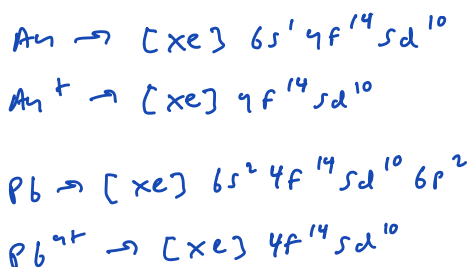 Au → [Xe] 6s¹ 4f¹⁴ 5d¹⁰
Au⁺ → [Xe] 4f¹⁴ 5d¹⁰
Pb → [Xe] 6s² 4f¹⁴ 5d¹⁰ 6p²
Pb⁴⁺ → [Xe] 4f¹⁴ 5d¹⁰